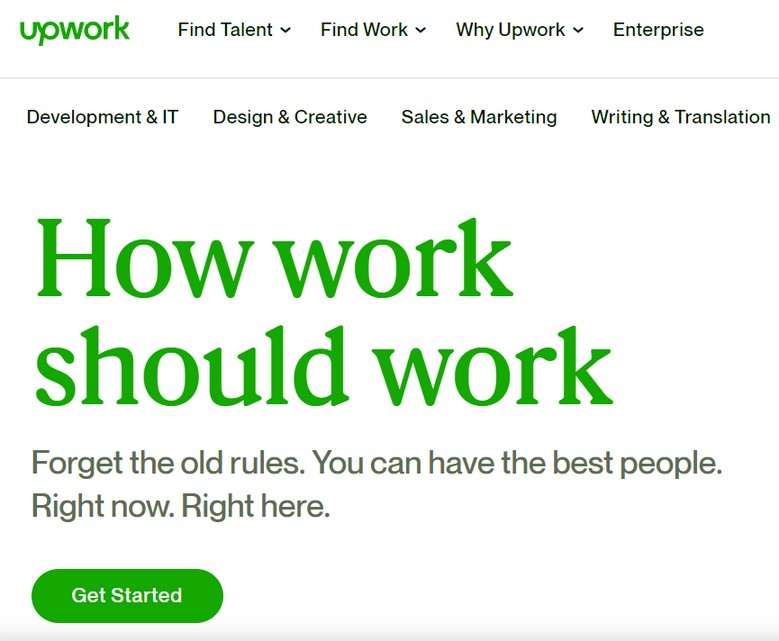 upwork Find Talent Find Work Why Upwork Enterprise
Development & IT Design & Creative Sales & Marketing Writing & Translation
How work
should work
Forget the old rules. You can have the best people.
Right now. Right here.
Get Started